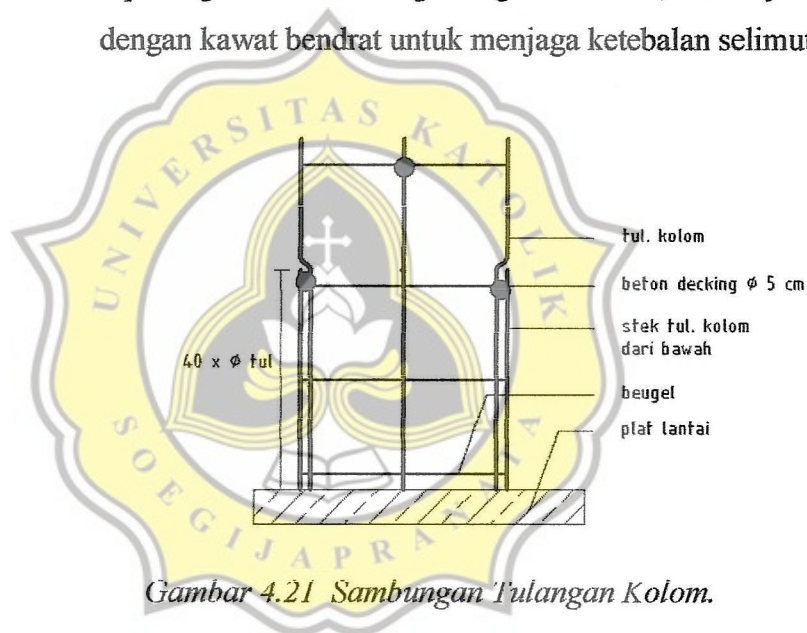 dengan kawat bendrat untuk menjaga ketebalan selimut
UNIVERSITAS KATOLIK
SOEGIJAPRANATA
tul. kolom
beton decking ϕ 5 cm
stek tul. kolom
dari bawah
40 x ϕ tul
beugel
plat lantai
Gambar 4.21 Sambungan Tulangan Kolom.